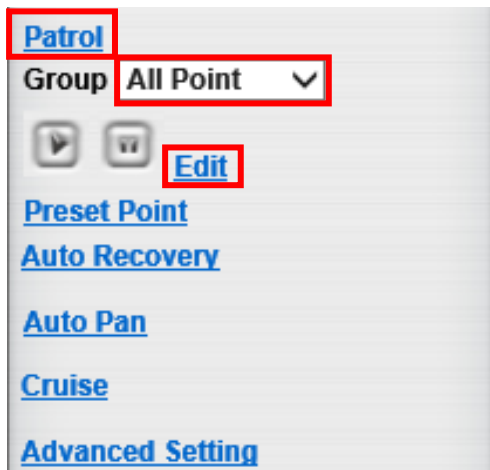 Patrol
Group All Point
Edit
Preset Point
Auto Recovery
Auto Pan
Cruise
Advanced Setting